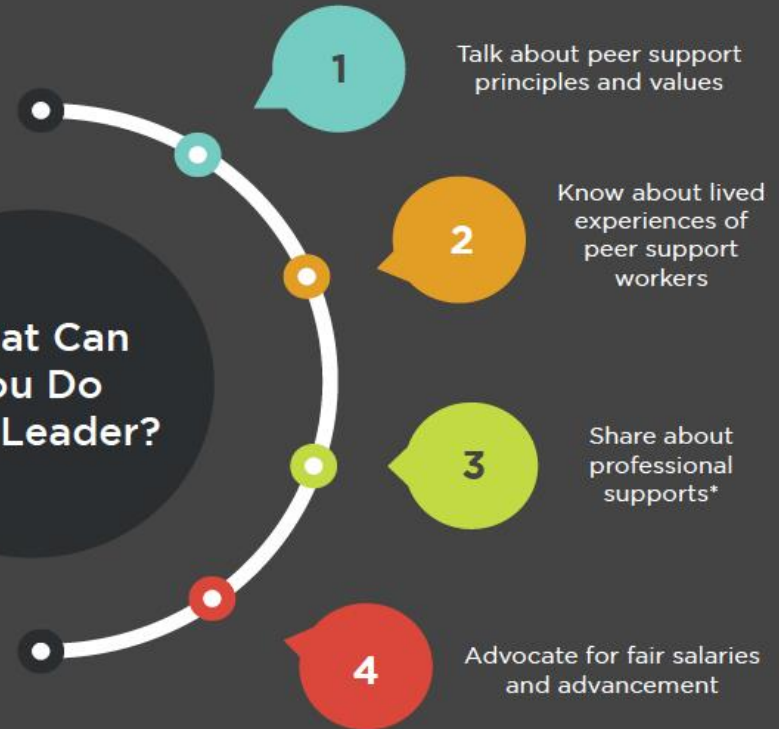 at Can
ou Do
Leader?
1
Talk about peer support
principles and values
2
Know about lived
experiences of
peer support
workers
3
Share about
professional
supports*
4
Advocate for fair salaries
and advancement